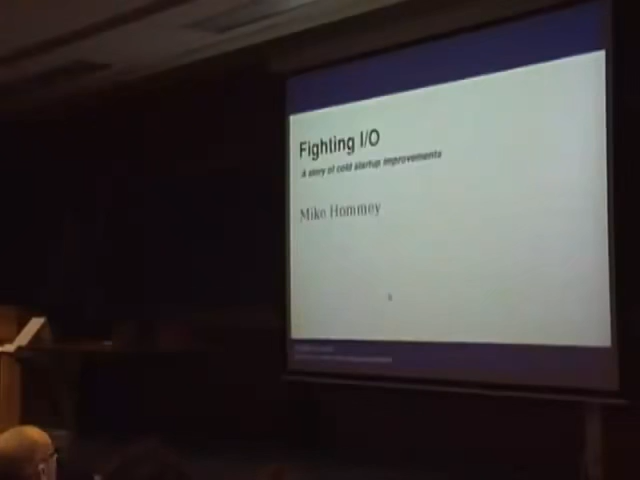 Fighting I/O
A story of cold startup improvements
Mike Hommey